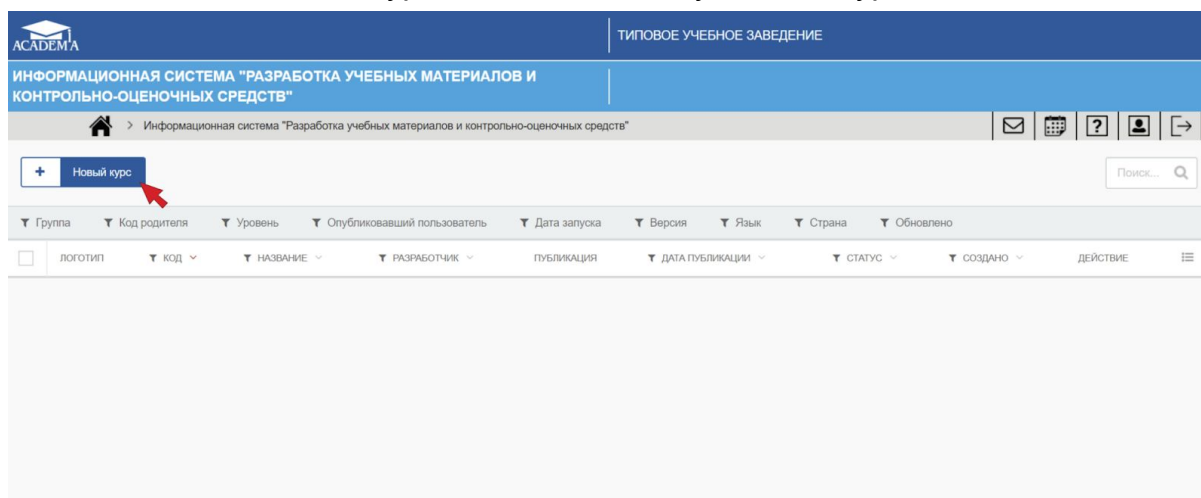 ACADEM'A
ТИПОВОЕ УЧЕБНОЕ ЗАВЕДЕНИЕ
ИНФОРМАЦИОННАЯ СИСТЕМА "РАЗРАБОТКА УЧЕБНЫХ МАТЕРИАЛОВ И
КОНТРОЛЬНО-ОЦЕНОЧНЫХ СРЕДСТВ"
> Информационная система "Разработка учебных материалов и контрольно-оценочных средств"
+ Новый курс
Поиск...
Группа Код родителя Уровень Опубликовавший пользователь Дата запуска Версия Язык Страна Обновлено
ЛОГОТИП КОД НАЗВАНИЕ РАЗРАБОТЧИК ПУБЛИКАЦИЯ ДАТА ПУБЛИКАЦИИ СТАТУС СОЗДАНО ДЕЙСТВИЕ